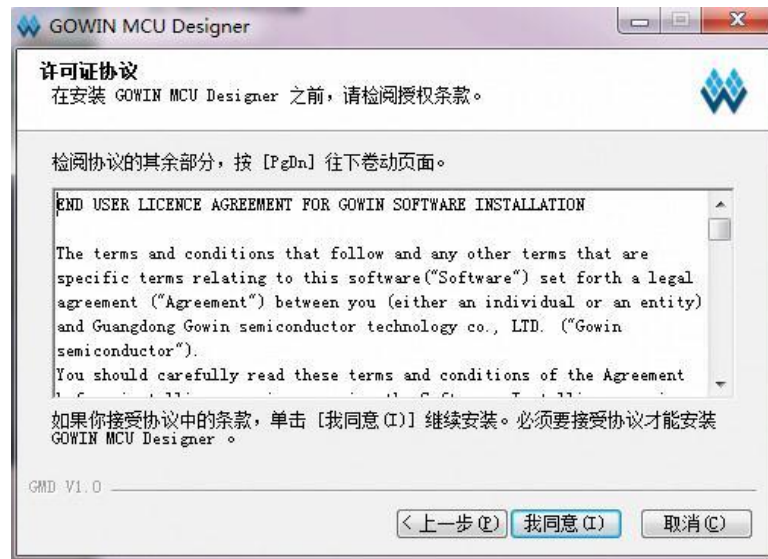 GOWIN MCU Designer
许可证协议
在安装 GOWIN MCU Designer 之前，请检阅授权条款。
检阅协议的其余部分，按 [PgDn] 往下卷动页面。
END USER LICENCE AGREEMENT FOR GOWIN SOFTWARE INSTALLATION
The terms and conditions that follow and any other terms that are
specific terms relating to this software("Software") set forth a legal
agreement ("Agreement") between you (either an individual or an entity)
and Guangdong Gowin semiconductor technology co., LTD. ("Gowin
semiconductor").
You should carefully read these terms and conditions of the Agreement
如果你接受协议中的条款，单击 [我同意(I)] 继续安装。必须要接受协议才能安装
GOWIN MCU Designer 。
GMD V1.0
< 上一步(P) 我同意(I) 取消(C)